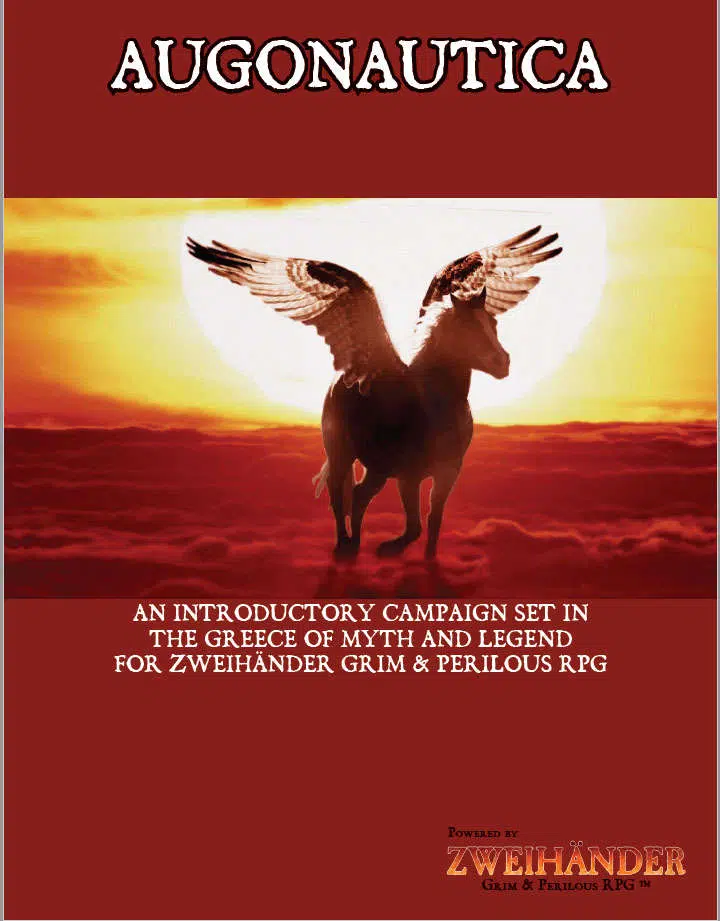 AUGONAUTICA
AN INTRODUCTORY CAMPAIGN SET IN
THE GREECE OF MYTH AND LEGEND
FOR ZWEIHÄNDER GRIM & PERILOUS RPG
POWERED BY
ZWEIHÄNDER
GRIM & PERILOUS RPG ™